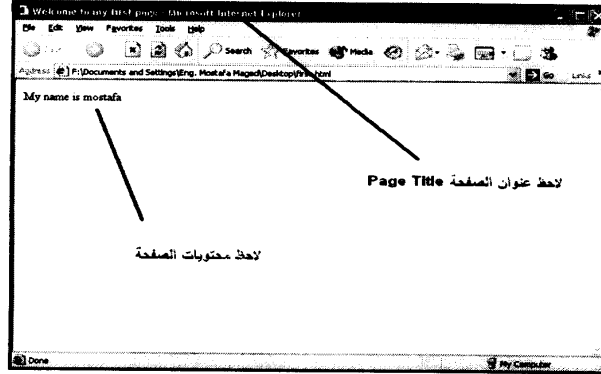 Welcome to my first page - Microsoft Internet Explorer
File Edit View Favorites Tools Help
Search Favorites Media
Address F:\Documents and Settings\Eng. Mostafa Maged\Desktop\first.html Go Links
My name is mostafa
لاحظ عنوان الصفحة Page Title
لاحظ محتويات الصفحة
Done My Computer